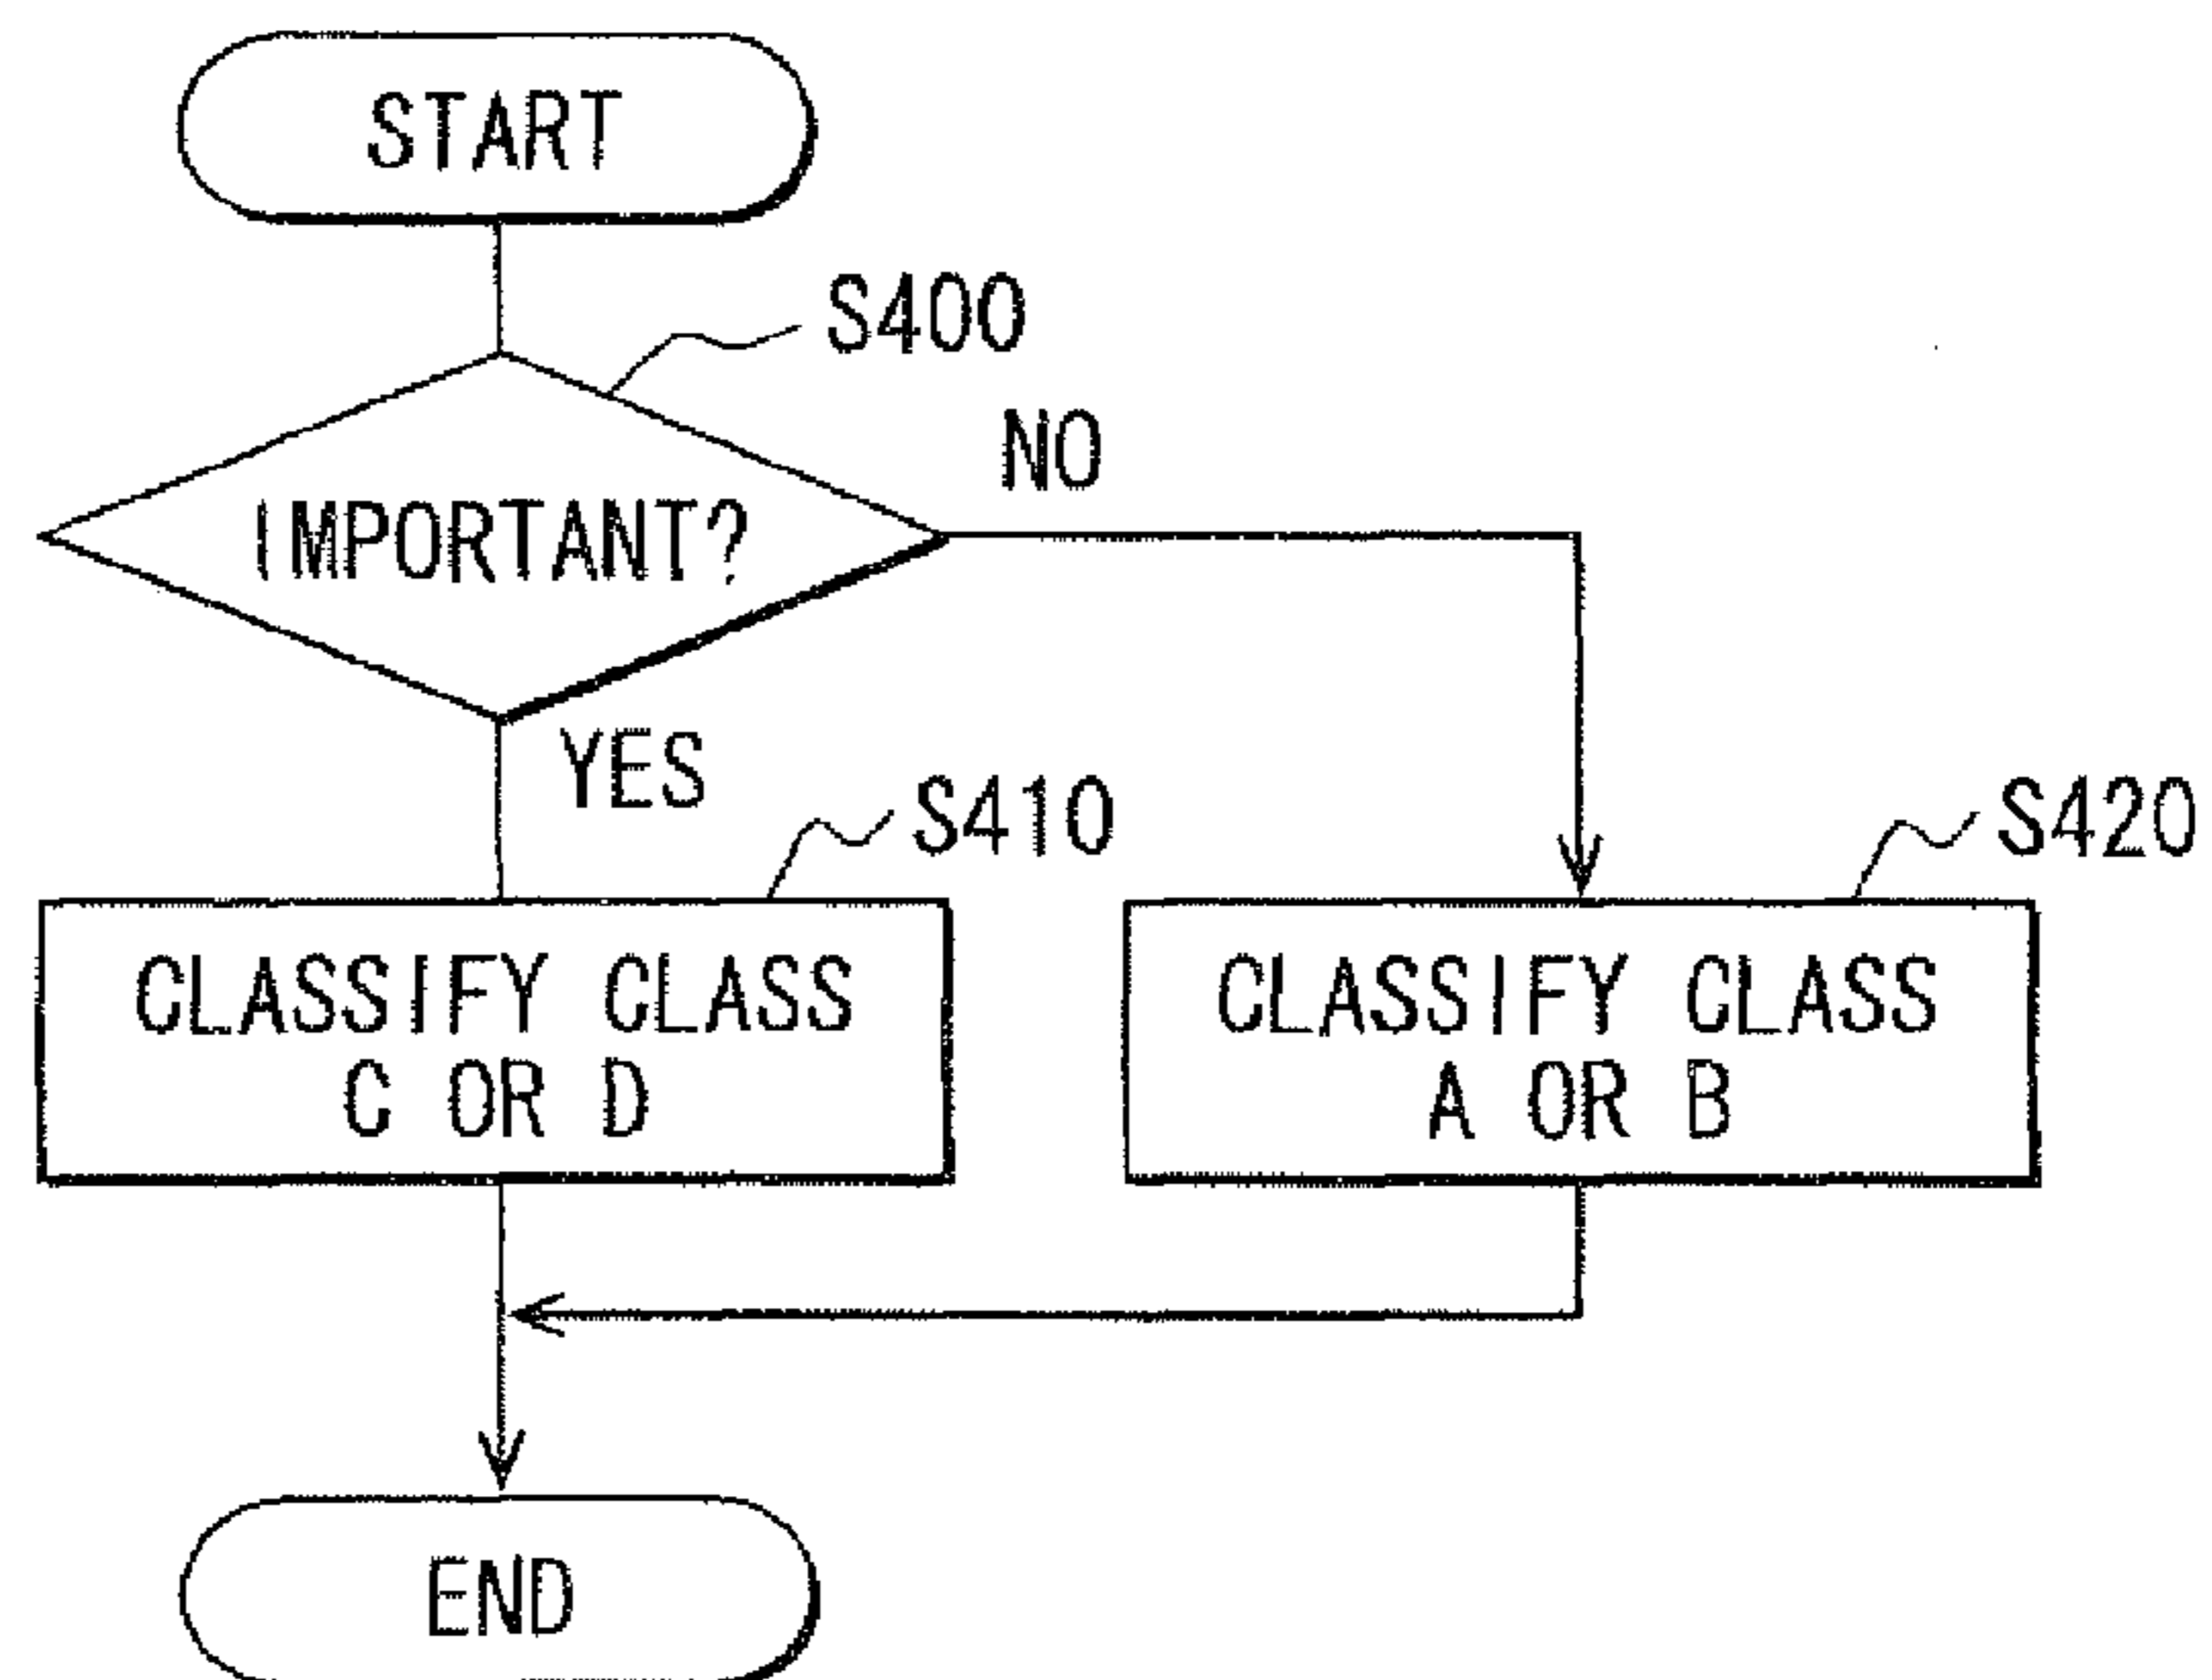 START
S400
NO
IMPORTANT?
YES
S410
S420
CLASSIFY CLASS
C OR D
CLASSIFY CLASS
A OR B
END